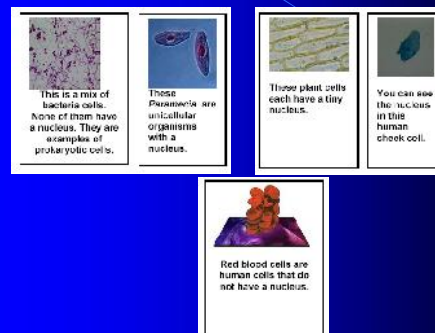 This is a mix of
bacteria cells.
None of them have
a nucleus. They are
examples of
prokaryotic cells.
These
Paramecia are
unicellular
organisms
with a
nucleus.
These plant cells
each have a tiny
nucleus.
You can see
the nucleus
in this
human
cheek cell.
Red blood cells are
human cells that do
not have a nucleus.